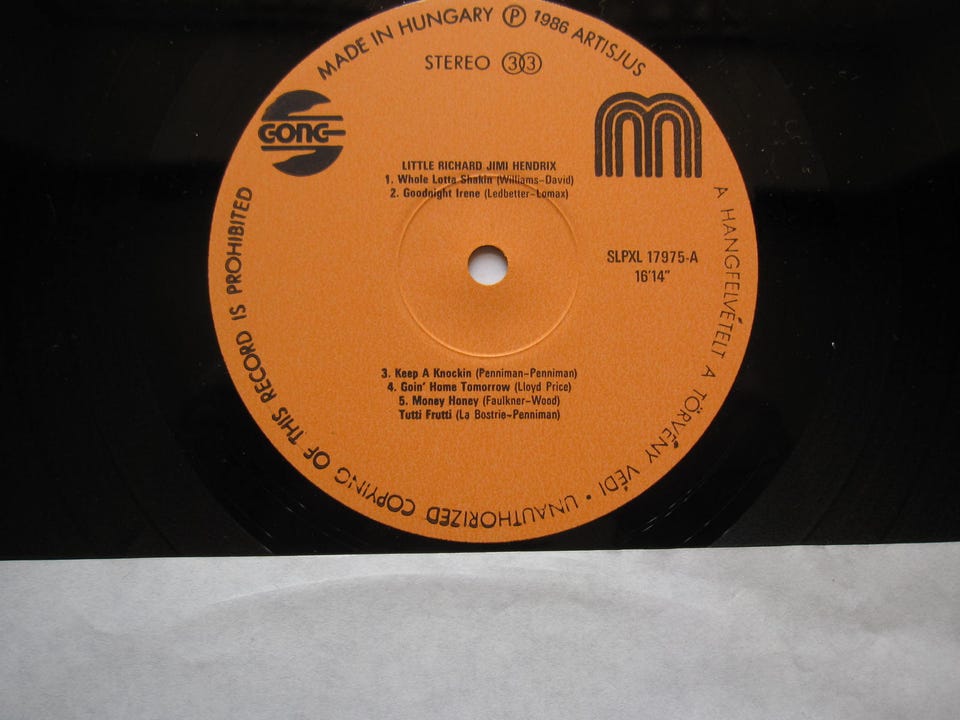 MADE IN HUNGARY Ⓟ 1986 ARTISJUS
STEREO 33
GONG
LITTLE RICHARD JIMI HENDRIX
1. Whole Lotta Shakin (Williams-David)
2. Goodnight Irene (Ledbetter-Lomax)
SLPXL 17975-A
16'14"
3. Keep A Knockin (Penniman-Penniman)
4. Goin' Home Tomorrow (Lloyd Price)
5. Money Honey (Faulkner-Wood)
Tutti Frutti (La Bostrie-Penniman)
A HANGFELVÉTELT A TÖRVÉNY VÉDI • UNAUTHORIZED COPYING OF THIS RECORD IS PROHIBITED